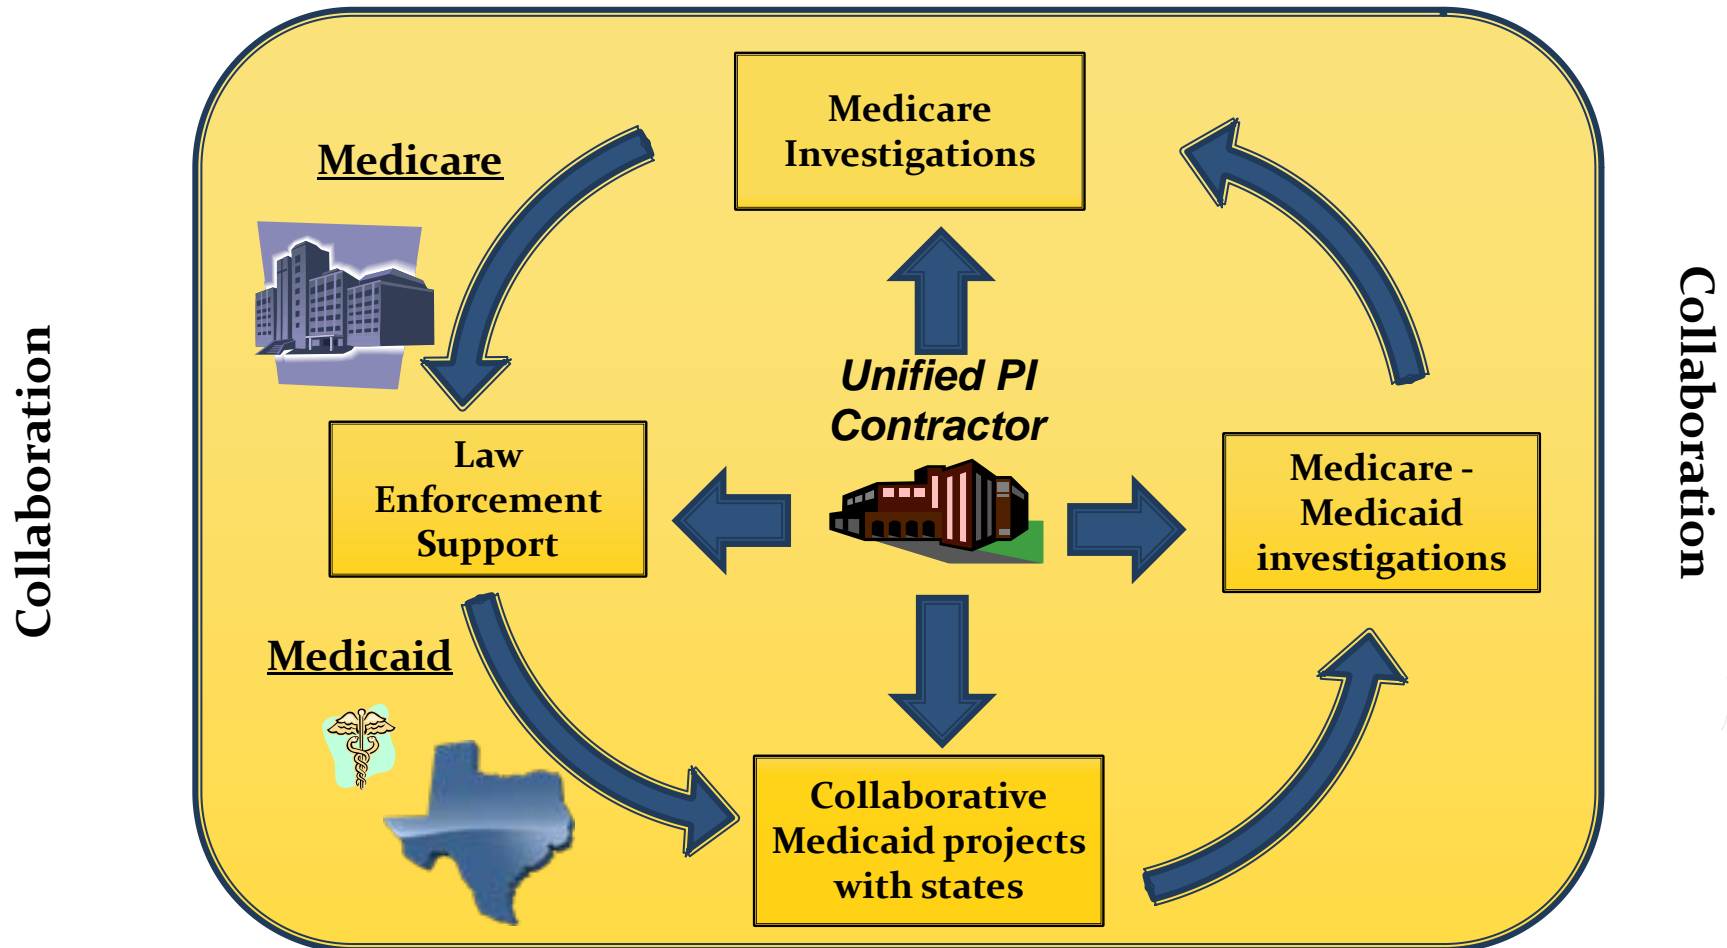 Medicare
Investigations
Medicare
Collaboration
Collaboration
Unified PI
Contractor
Law
Enforcement
Support
Medicare -
Medicaid
investigations
Medicaid
Collaborative
Medicaid projects
with states